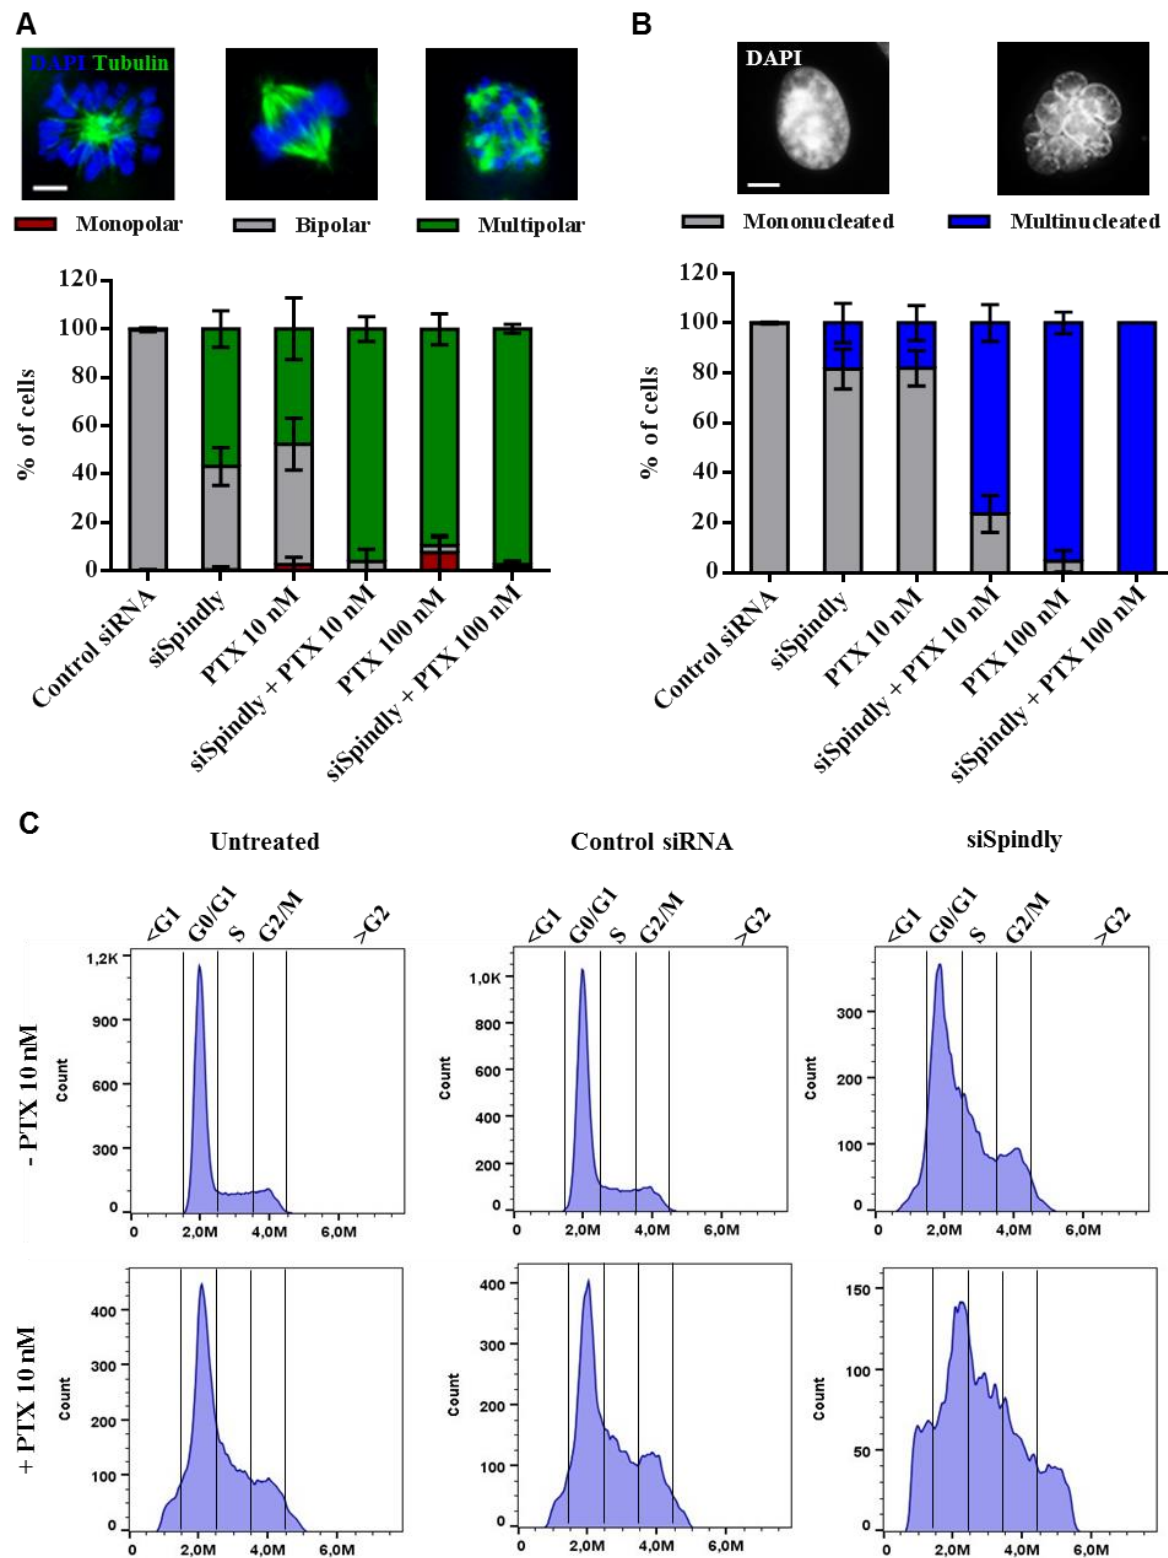 A
B
DAPI Tubulin
DAPI
Monopolar
Bipolar
Multipolar
Mononucleated
Multinucleated
120
100
80
60
40
20
0
% of cells
Control siRNA
siSpindly
PTX 10 nM
siSpindly + PTX 10 nM
PTX 100 nM
siSpindly + PTX 100 nM
120
100
80
60
40
20
0
% of cells
Control siRNA
siSpindly
PTX 10 nM
siSpindly + PTX 10 nM
PTX 100 nM
siSpindly + PTX 100 nM
C
Untreated
Control siRNA
siSpindly
- PTX 10 nM
<G1 G0/G1 S G2/M >G2
1,2K
900
600
300
0
Count
0 2,0M 4,0M 6,0M
<G1 G0/G1 S G2/M >G2
1,0K
800
600
400
200
0
Count
0 2,0M 4,0M 6,0M
<G1 G0/G1 S G2/M >G2
300
200
100
0
Count
0 2,0M 4,0M 6,0M
+ PTX 10 nM
400
300
200
100
0
Count
0 2,0M 4,0M 6,0M
400
300
200
100
0
Count
0 2,0M 4,0M 6,0M
150
100
50
0
Count
0 2,0M 4,0M 6,0M